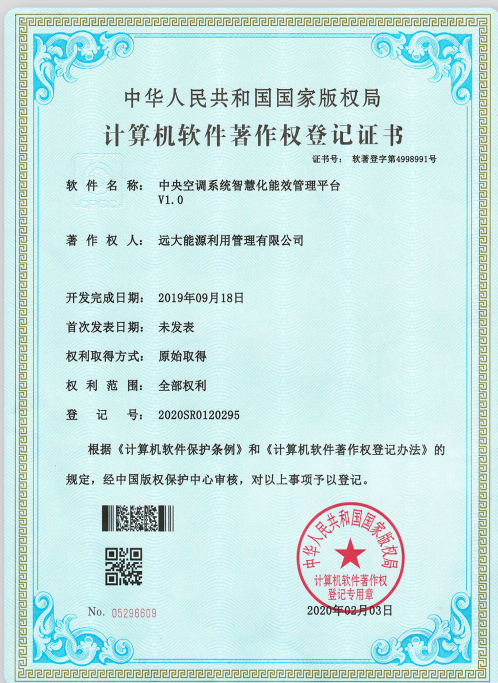 中华人民共和国国家版权局
计算机软件著作权登记证书
证书号： 软著登字第4998991号
软件名称： 中央空调系统智慧化能效管理平台
V1.0
著作权人： 远大能源利用管理有限公司
开发完成日期： 2019年09月18日
首次发表日期： 未发表
权利取得方式： 原始取得
权利范围： 全部权利
登记号： 2020SR0120295
根据《计算机软件保护条例》和《计算机软件著作权登记办法》的
规定，经中国版权保护中心审核，对以上事项予以登记。
中华人民共和国国家版权局
计算机软件著作权
登记专用章
No. 05296609
2020年02月03日